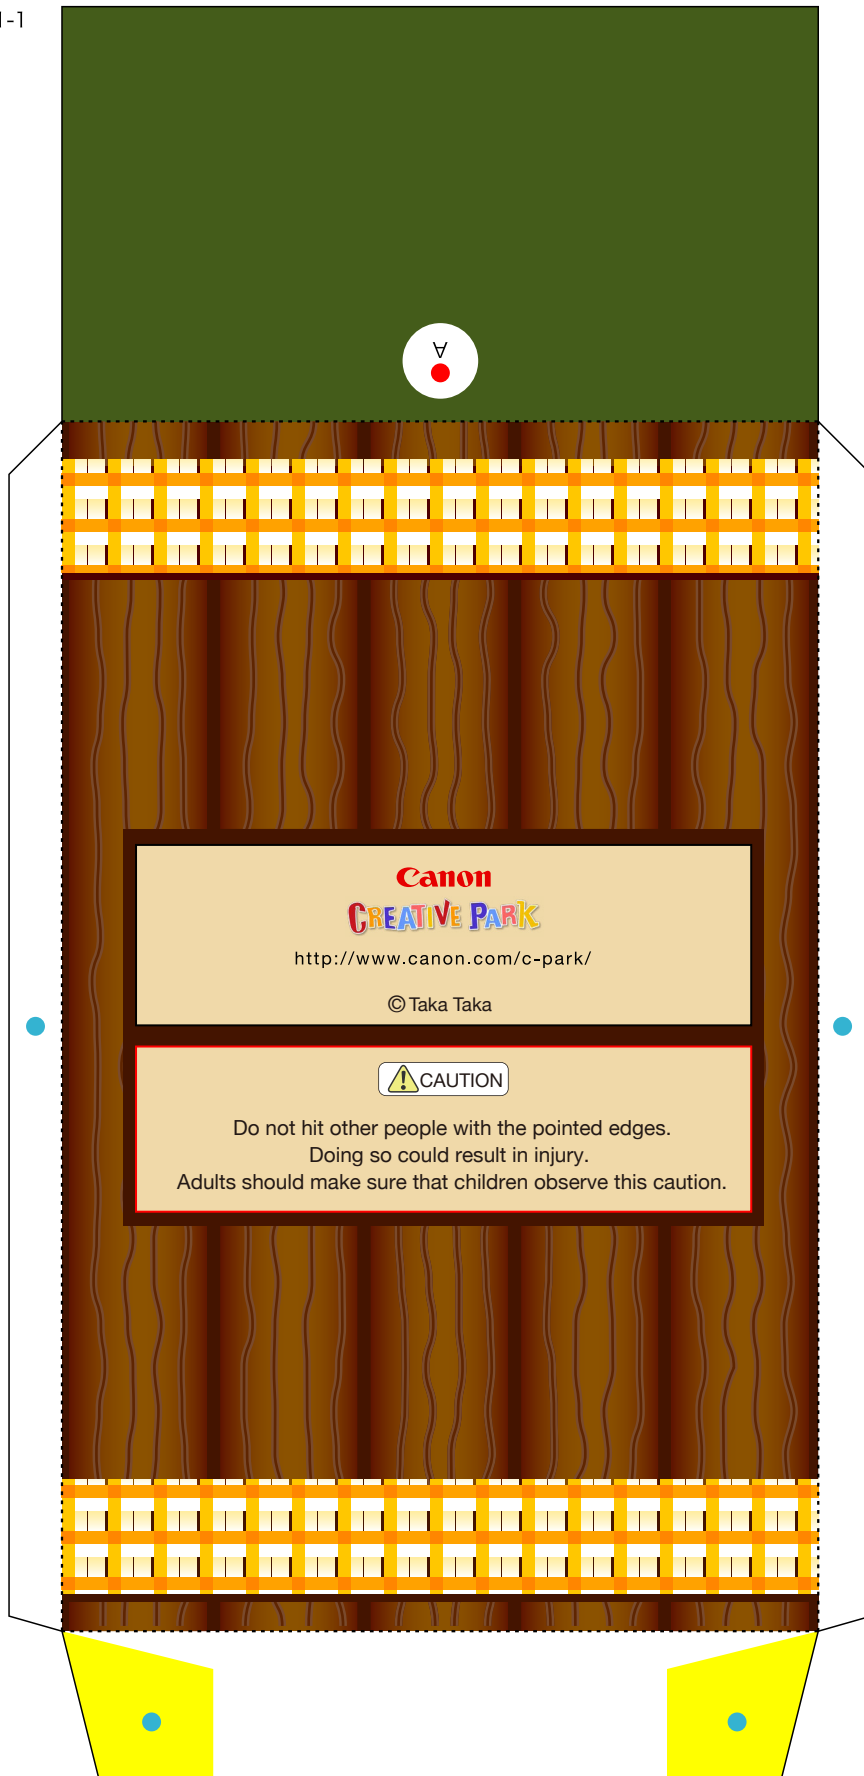 1-1
A
Canon
CREATIVE PARK
http://www.canon.com/c-park/
© Taka Taka
CAUTION
Do not hit other people with the pointed edges.
Doing so could result in injury.
Adults should make sure that children observe this caution.